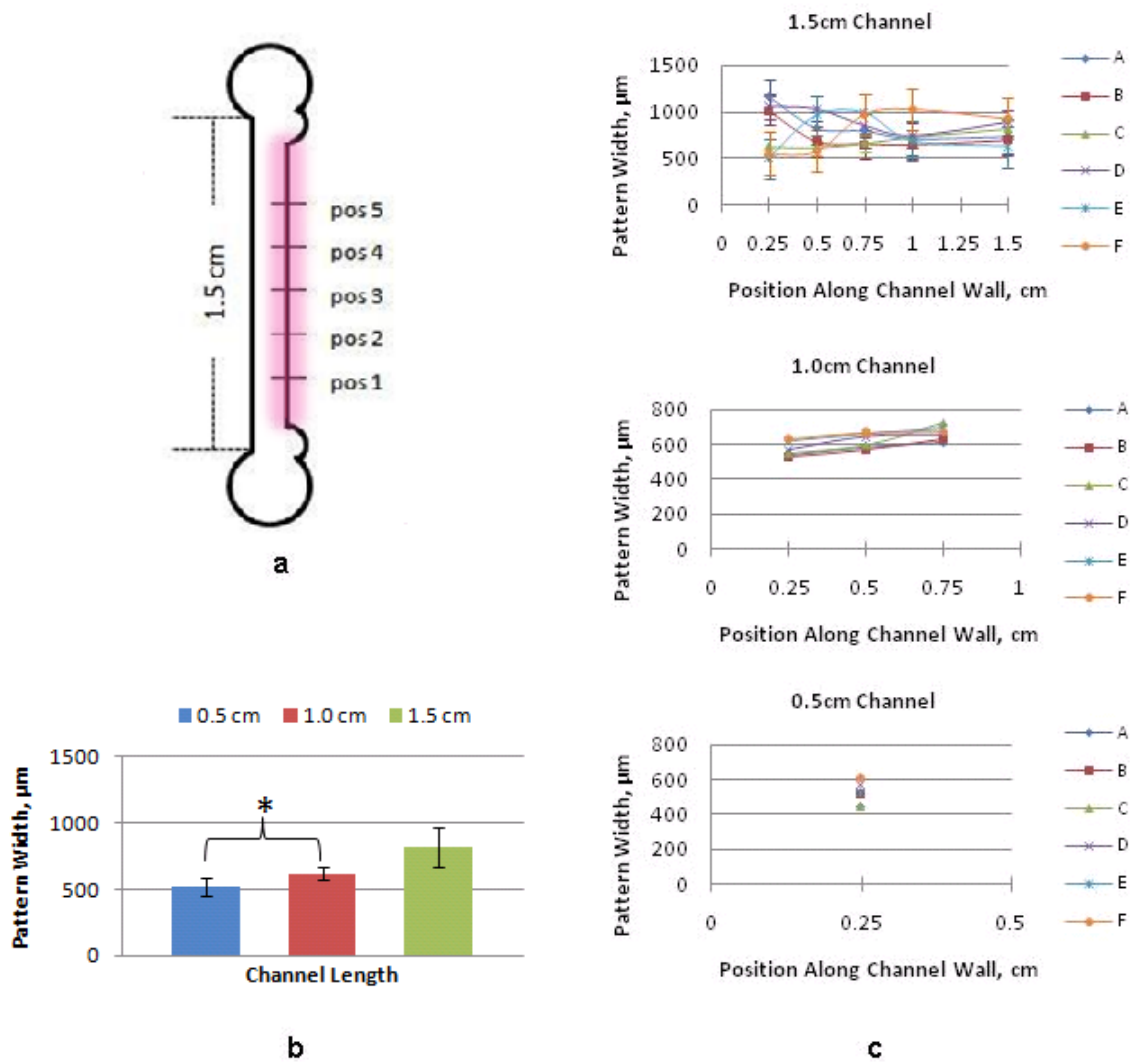 1.5 cm
pos 5
pos 4
pos 3
pos 2
pos 1
a
0.5 cm 1.0 cm 1.5 cm
Pattern Width, µm
1500
1000
500
0
*
Channel Length
b
1.5cm Channel
Pattern Width, µm
1500
1000
500
0
0 0.25 0.5 0.75 1 1.25 1.5
Position Along Channel Wall, cm
A
B
C
D
E
F
1.0cm Channel
Pattern Width, µm
800
600
400
200
0
0 0.25 0.5 0.75 1
Position Along Channel Wall, cm
A
B
C
D
E
F
0.5cm Channel
Pattern Width, µm
800
600
400
200
0
0 0.25 0.5
Position Along Channel Wall, cm
A
B
C
D
E
F
c